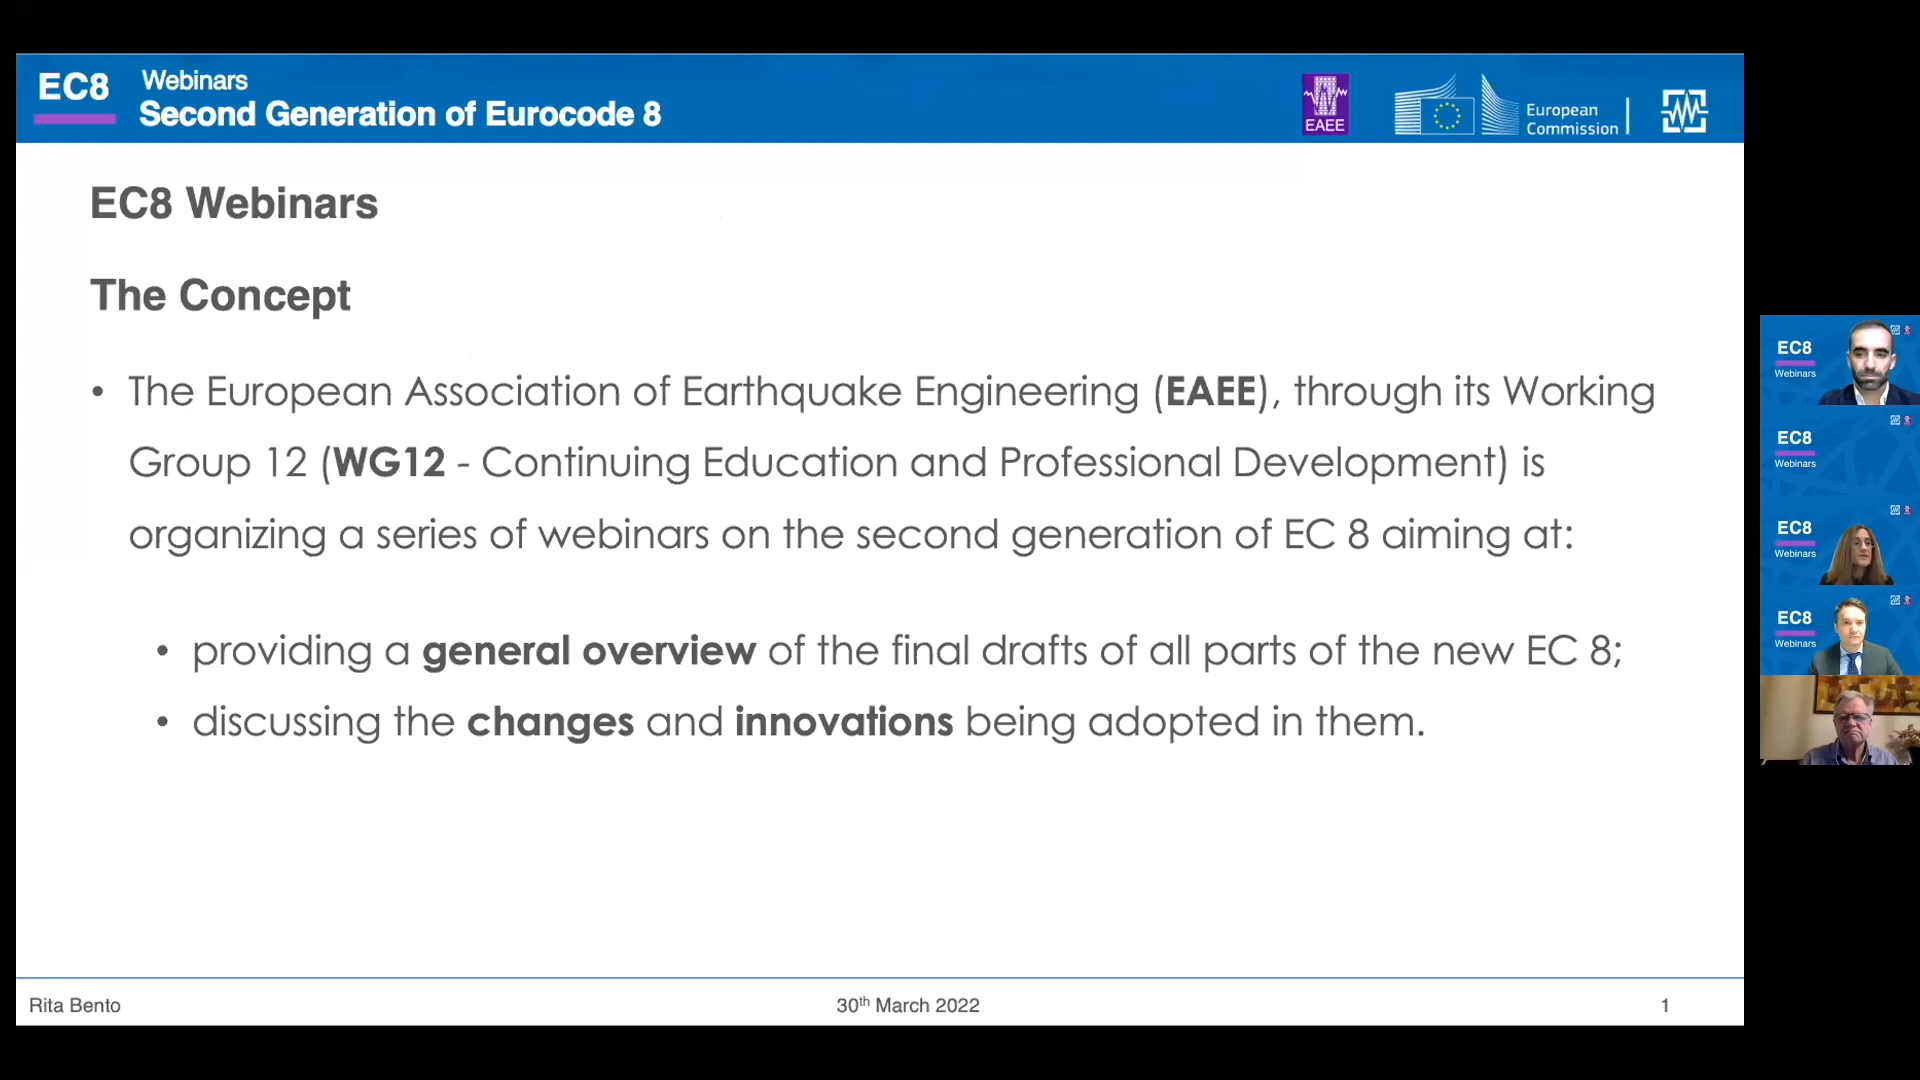 EC8
Webinars
Second Generation of Eurocode 8
EAEE
European
Commission
EC8 Webinars
The Concept
• The European Association of Earthquake Engineering (EAEE), through its Working
Group 12 (WG12 - Continuing Education and Professional Development) is
organizing a series of webinars on the second generation of EC 8 aiming at:
• providing a general overview of the final drafts of all parts of the new EC 8;
• discussing the changes and innovations being adopted in them.
Rita Bento
30th March 2022
1
EC8
Webinars
EC8
Webinars
EC8
Webinars
EC8
Webinars